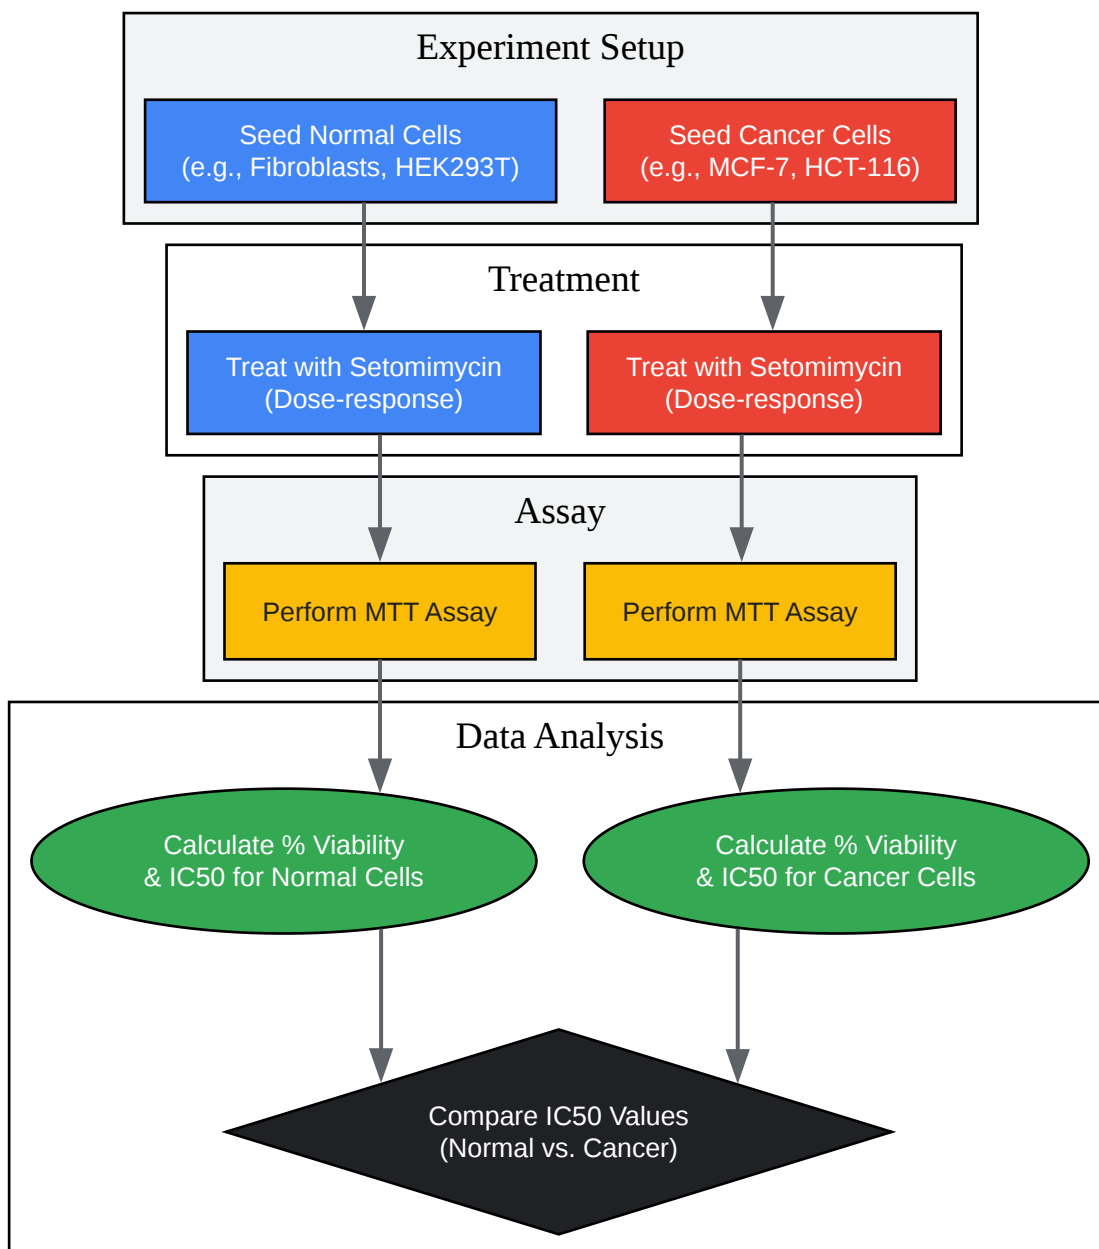 Experiment Setup
Seed Normal Cells
(e.g., Fibroblasts, HEK293T)
Seed Cancer Cells
(e.g., MCF-7, HCT-116)
Treatment
Treat with Setomimycin
(Dose-response)
Treat with Setomimycin
(Dose-response)
Assay
Perform MTT Assay
Perform MTT Assay
Data Analysis
Calculate % Viability
& IC50 for Normal Cells
Calculate % Viability
& IC50 for Cancer Cells
Compare IC50 Values
(Normal vs. Cancer)